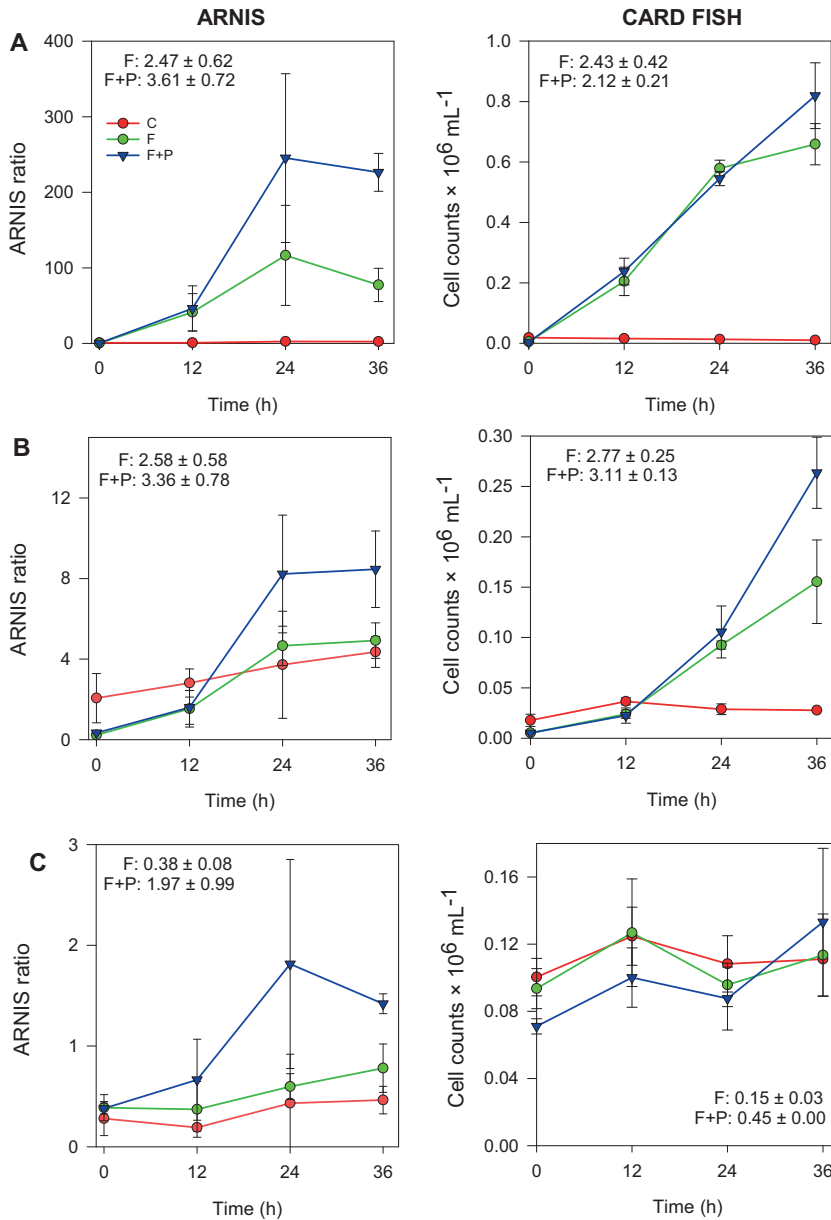 ARNIS
CARD FISH
A
F: 2.47 ± 0.62
F+P: 3.61 ± 0.72
C
F
F+P
400
300
200
100
0
ARNIS ratio
0 12 24 36
Time (h)
F: 2.43 ± 0.42
F+P: 2.12 ± 0.21
1.0
0.8
0.6
0.4
0.2
0.0
Cell counts × 10⁶ mL⁻¹
0 12 24 36
Time (h)
B
F: 2.58 ± 0.58
F+P: 3.36 ± 0.78
12
8
4
0
ARNIS ratio
0 12 24 36
Time (h)
F: 2.77 ± 0.25
F+P: 3.11 ± 0.13
0.30
0.25
0.20
0.15
0.10
0.05
0.00
Cell counts × 10⁶ mL⁻¹
0 12 24 36
Time (h)
C
F: 0.38 ± 0.08
F+P: 1.97 ± 0.99
3
2
1
0
ARNIS ratio
0 12 24 36
Time (h)
0.16
0.12
0.08
0.04
0.00
Cell counts × 10⁶ mL⁻¹
F: 0.15 ± 0.03
F+P: 0.45 ± 0.00
0 12 24 36
Time (h)